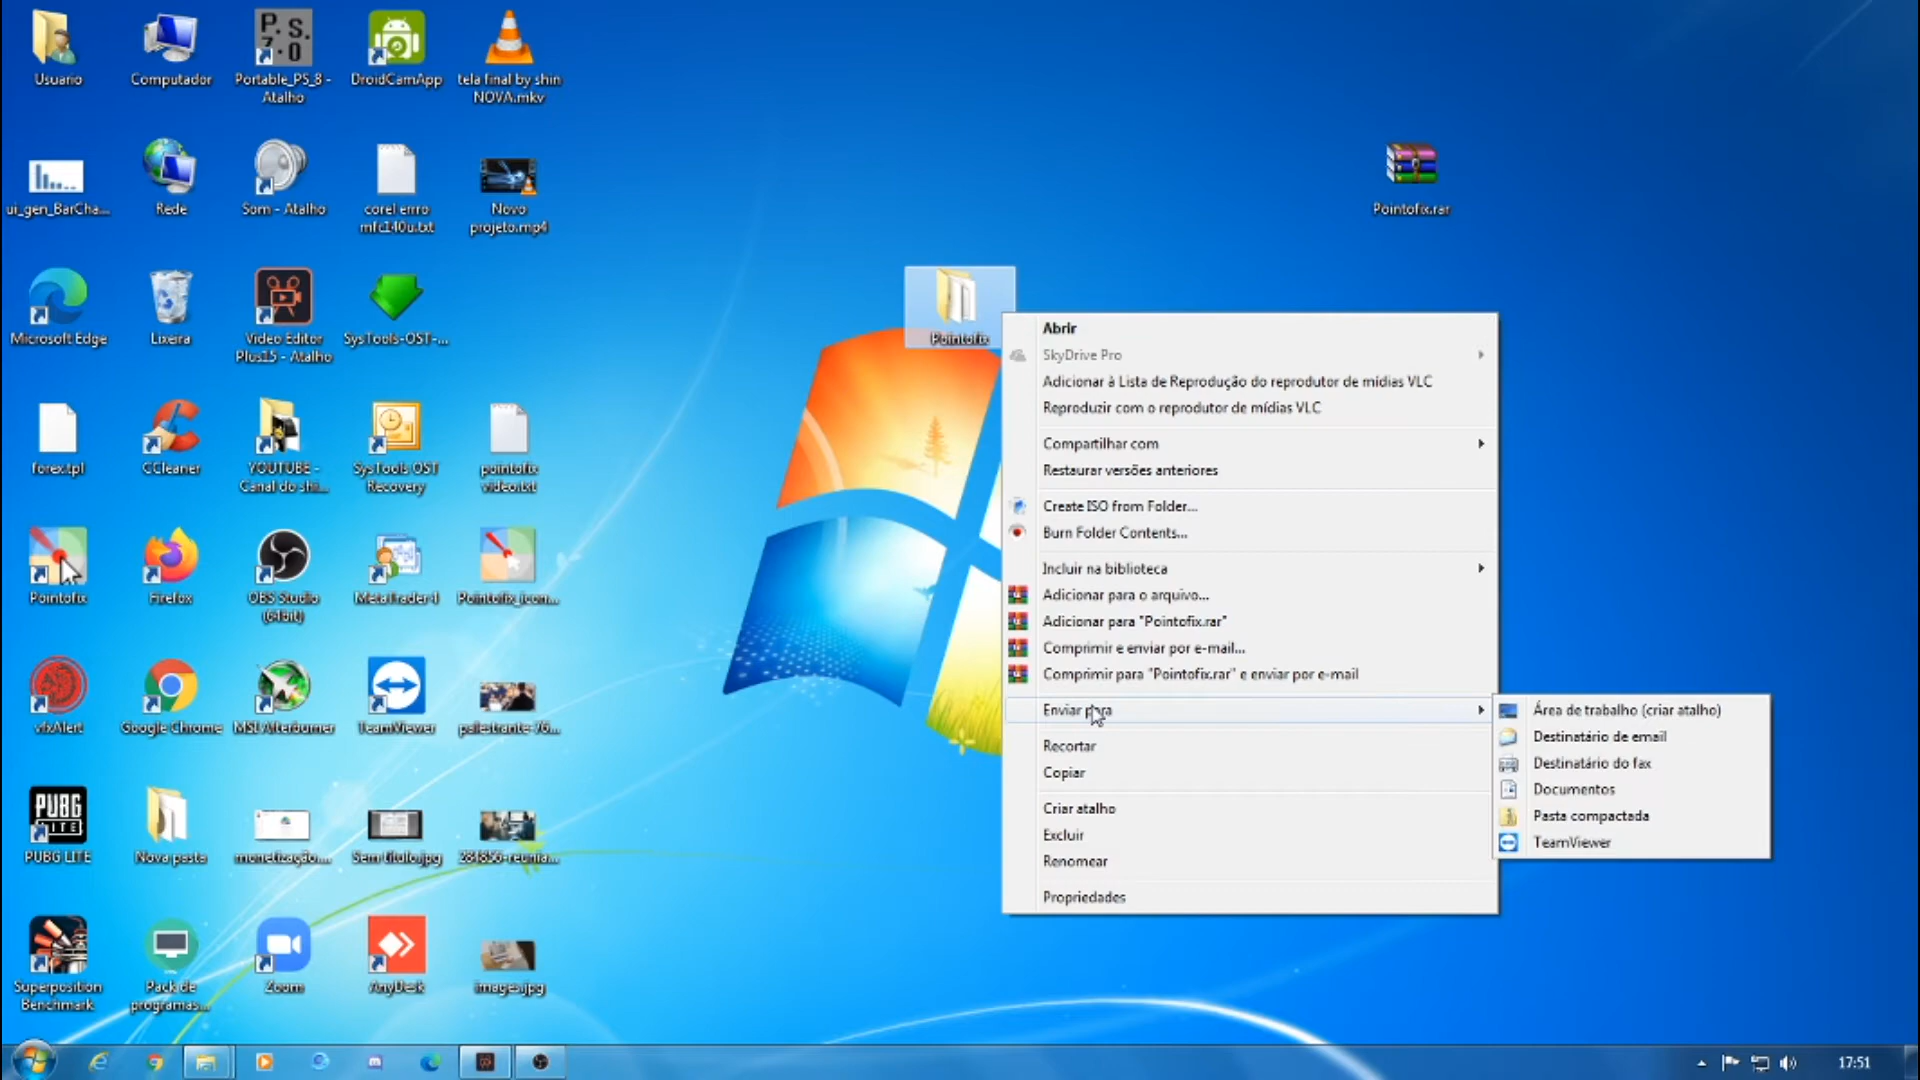 Usuario
Computador
Portable_PS_8 -
Atalho
DroidCamApp
tela final by shin
NOVA.mkv
ui_gen_BarCha...
Rede
Som - Atalho
corel erro
mfc140u.txt
Novo
projeto.mp4
Pointofix.rar
Microsoft Edge
Lixeira
Video Editor
Plus15 - Atalho
SysTools-OST-...
Pointofix
forex.tpl
CCleaner
YOUTUBE -
Canal do shi...
SysTools OST
Recovery
pointofix
video.txt
Pointofix
Firefox
OBS Studio
(64bit)
MetaTrader 4
Pointofix_icon...
vfxAlert
Google Chrome
MSI Afterburner
TeamViewer
palestrante-76...
PUBG LITE
Nova pasta
monetização....
Sem título.jpg
281856-reunia...
Superposition
Benchmark
Pack de
programas...
Zoom
AnyDesk
images.jpg
P.S.
7.0
PUBG
LITE
Abrir
SkyDrive Pro
Adicionar à Lista de Reprodução do reprodutor de mídias VLC
Reproduzir com o reprodutor de mídias VLC
Compartilhar com
Restaurar versões anteriores
Create ISO from Folder...
Burn Folder Contents...
Incluir na biblioteca
Adicionar para o arquivo...
Adicionar para "Pointofix.rar"
Comprimir e enviar por e-mail...
Comprimir para "Pointofix.rar" e enviar por e-mail
Enviar para
Recortar
Copiar
Criar atalho
Excluir
Renomear
Propriedades
Área de trabalho (criar atalho)
Destinatário de email
Destinatário do fax
Documentos
Pasta compactada
TeamViewer
17:51